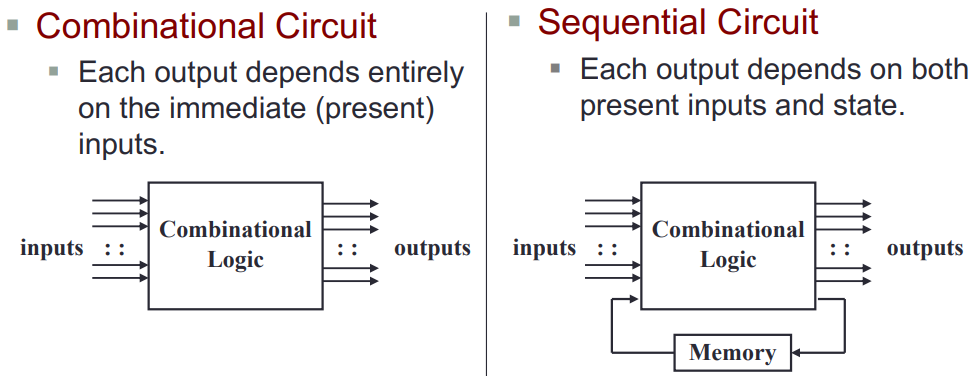 Combinational Circuit
Each output depends entirely
on the immediate (present)
inputs.
inputs
: :
Combinational
Logic
: :
outputs
Sequential Circuit
Each output depends on both
present inputs and state.
inputs
: :
Combinational
Logic
: :
outputs
Memory